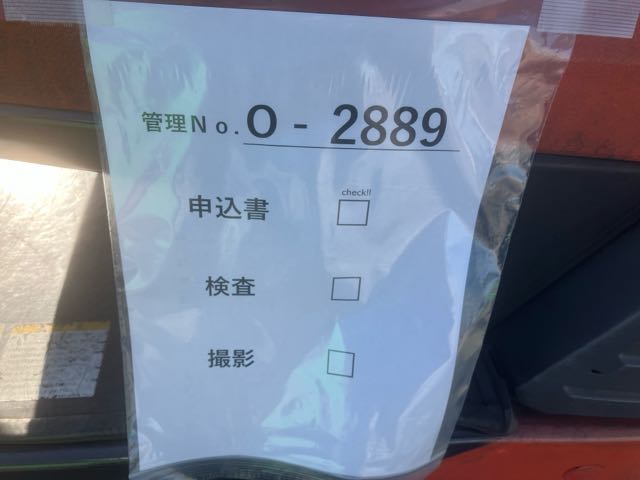 管理No. O - 2889
check!!
申込書 □
検査 □
撮影 □